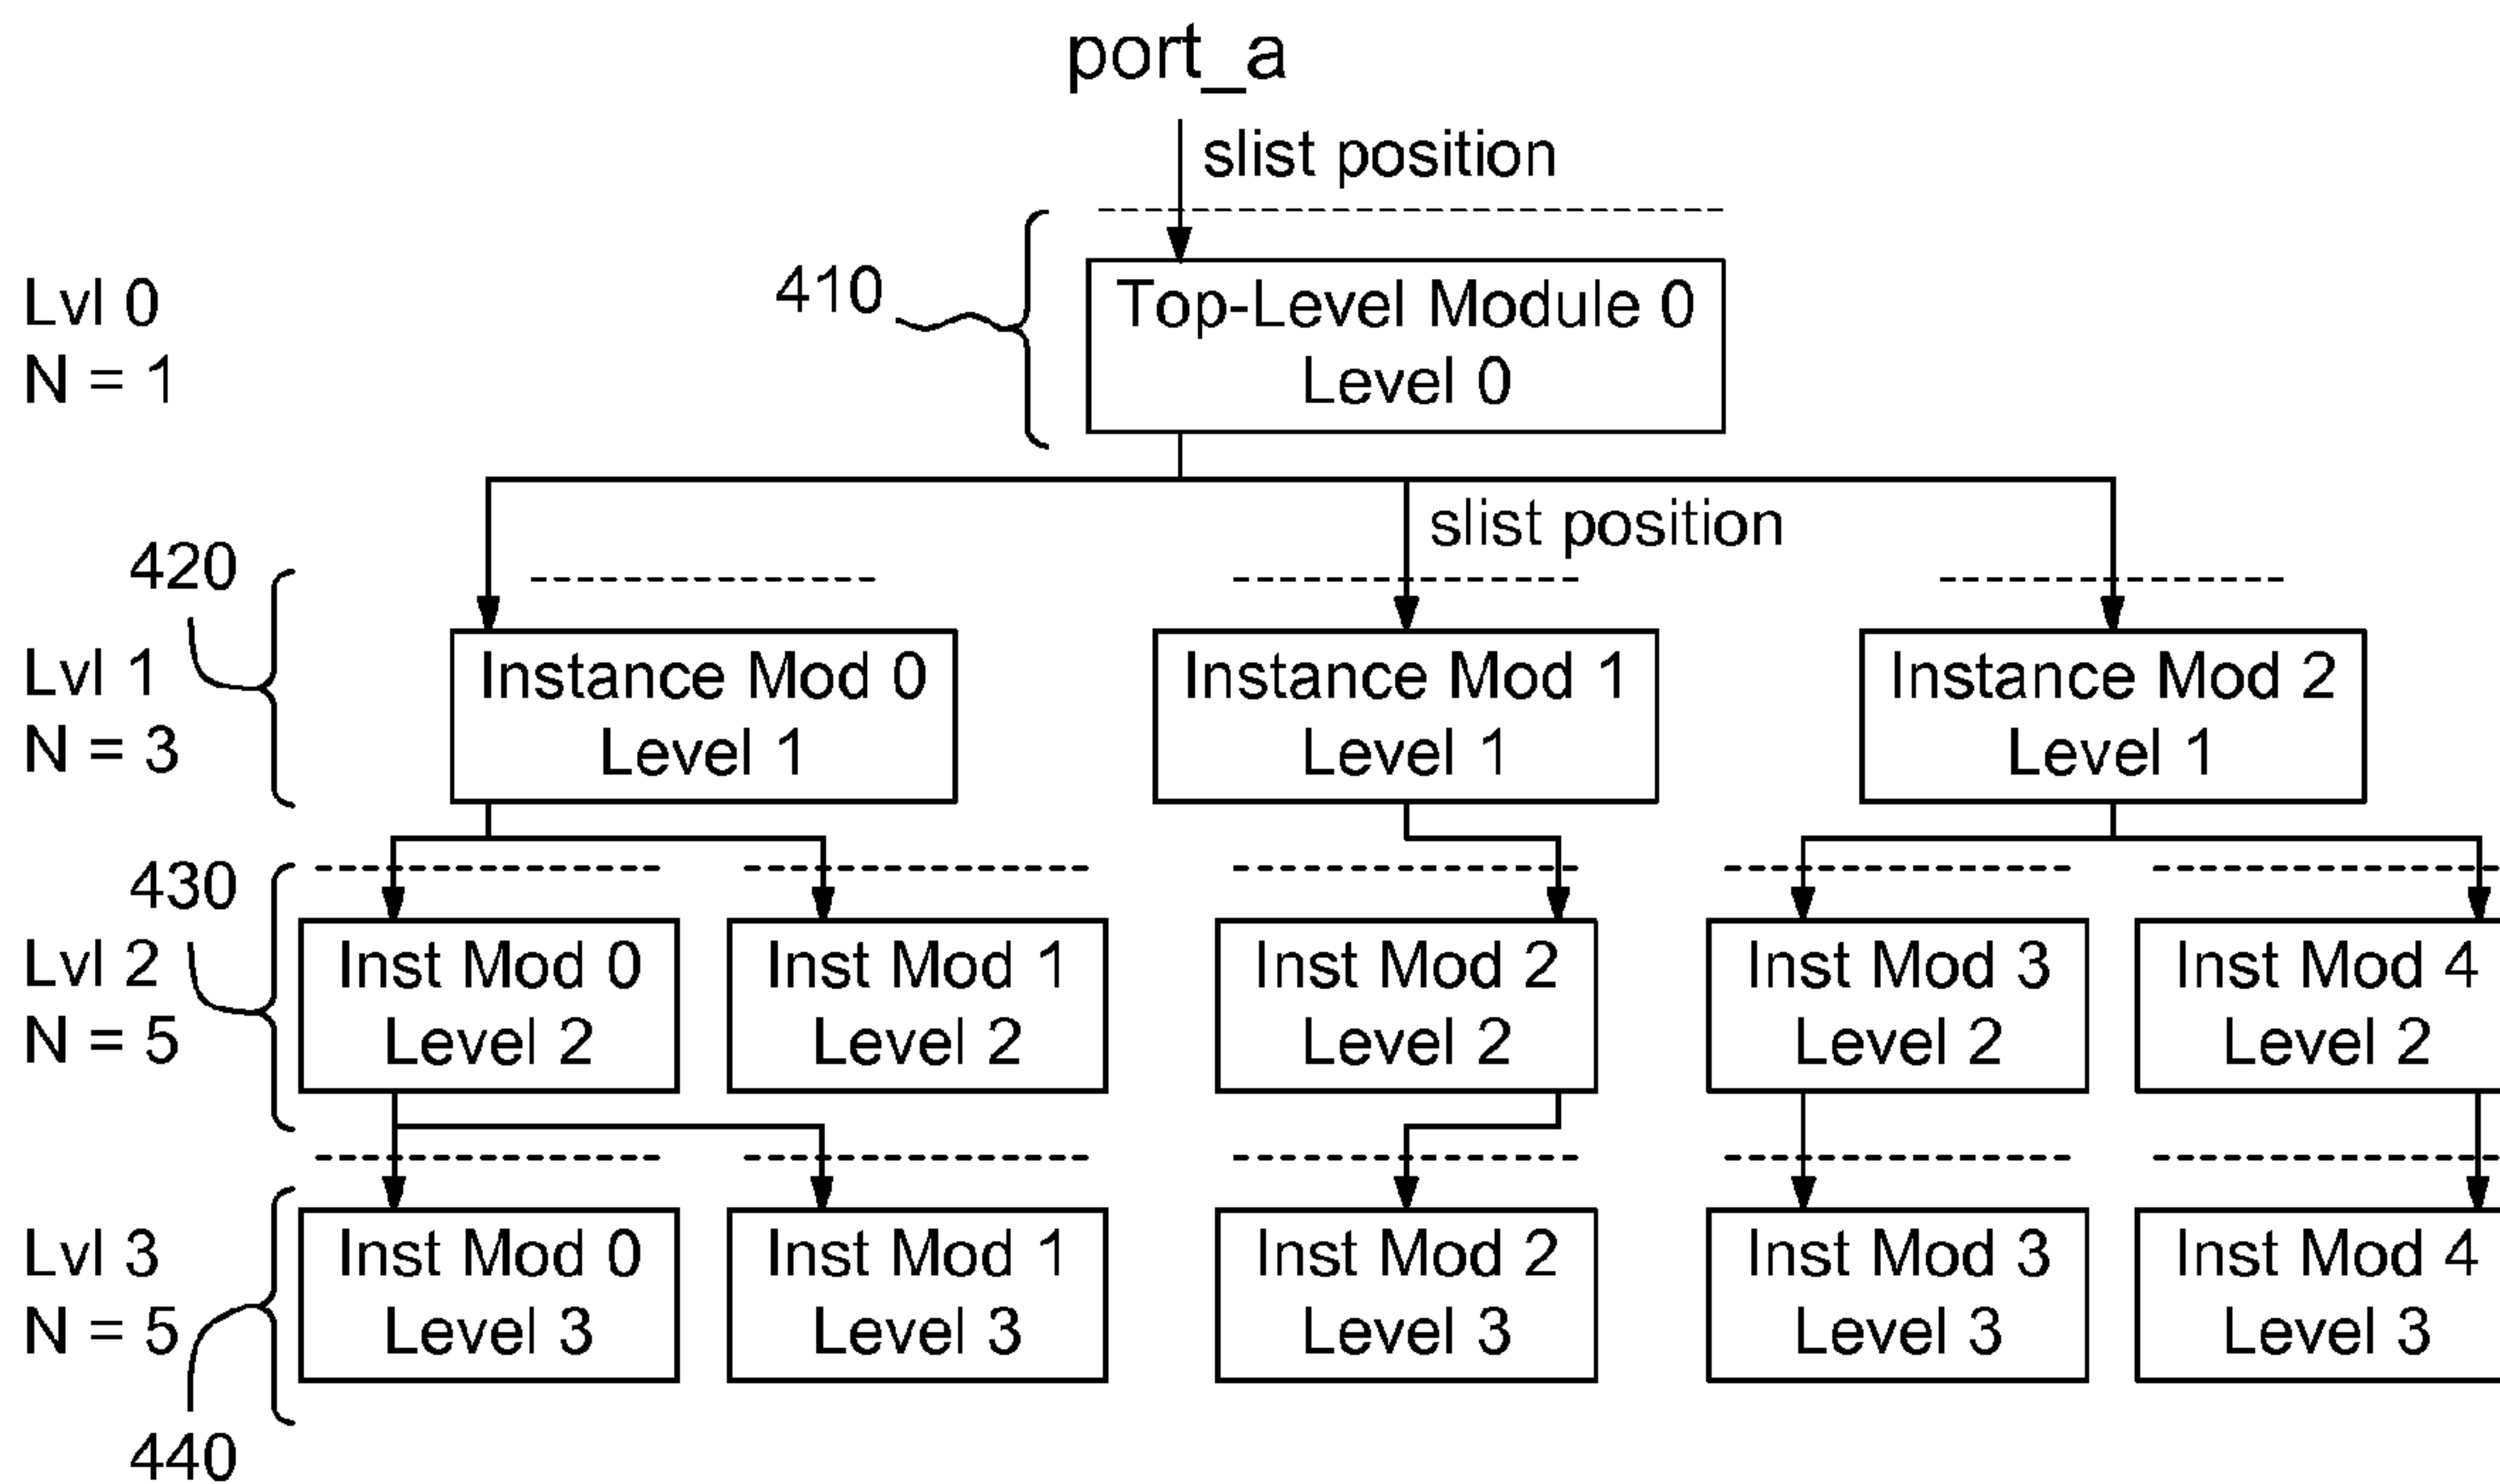 port_a
slist position
410
Lvl 0
N = 1
Top-Level Module 0
Level 0
slist position
420
Lvl 1
N = 3
Instance Mod 0
Level 1
Instance Mod 1
Level 1
Instance Mod 2
Level 1
430
Lvl 2
N = 5
Inst Mod 0
Level 2
Inst Mod 1
Level 2
Inst Mod 2
Level 2
Inst Mod 3
Level 2
Inst Mod 4
Level 2
Lvl 3
N = 5
Inst Mod 0
Level 3
Inst Mod 1
Level 3
Inst Mod 2
Level 3
Inst Mod 3
Level 3
Inst Mod 4
Level 3
440